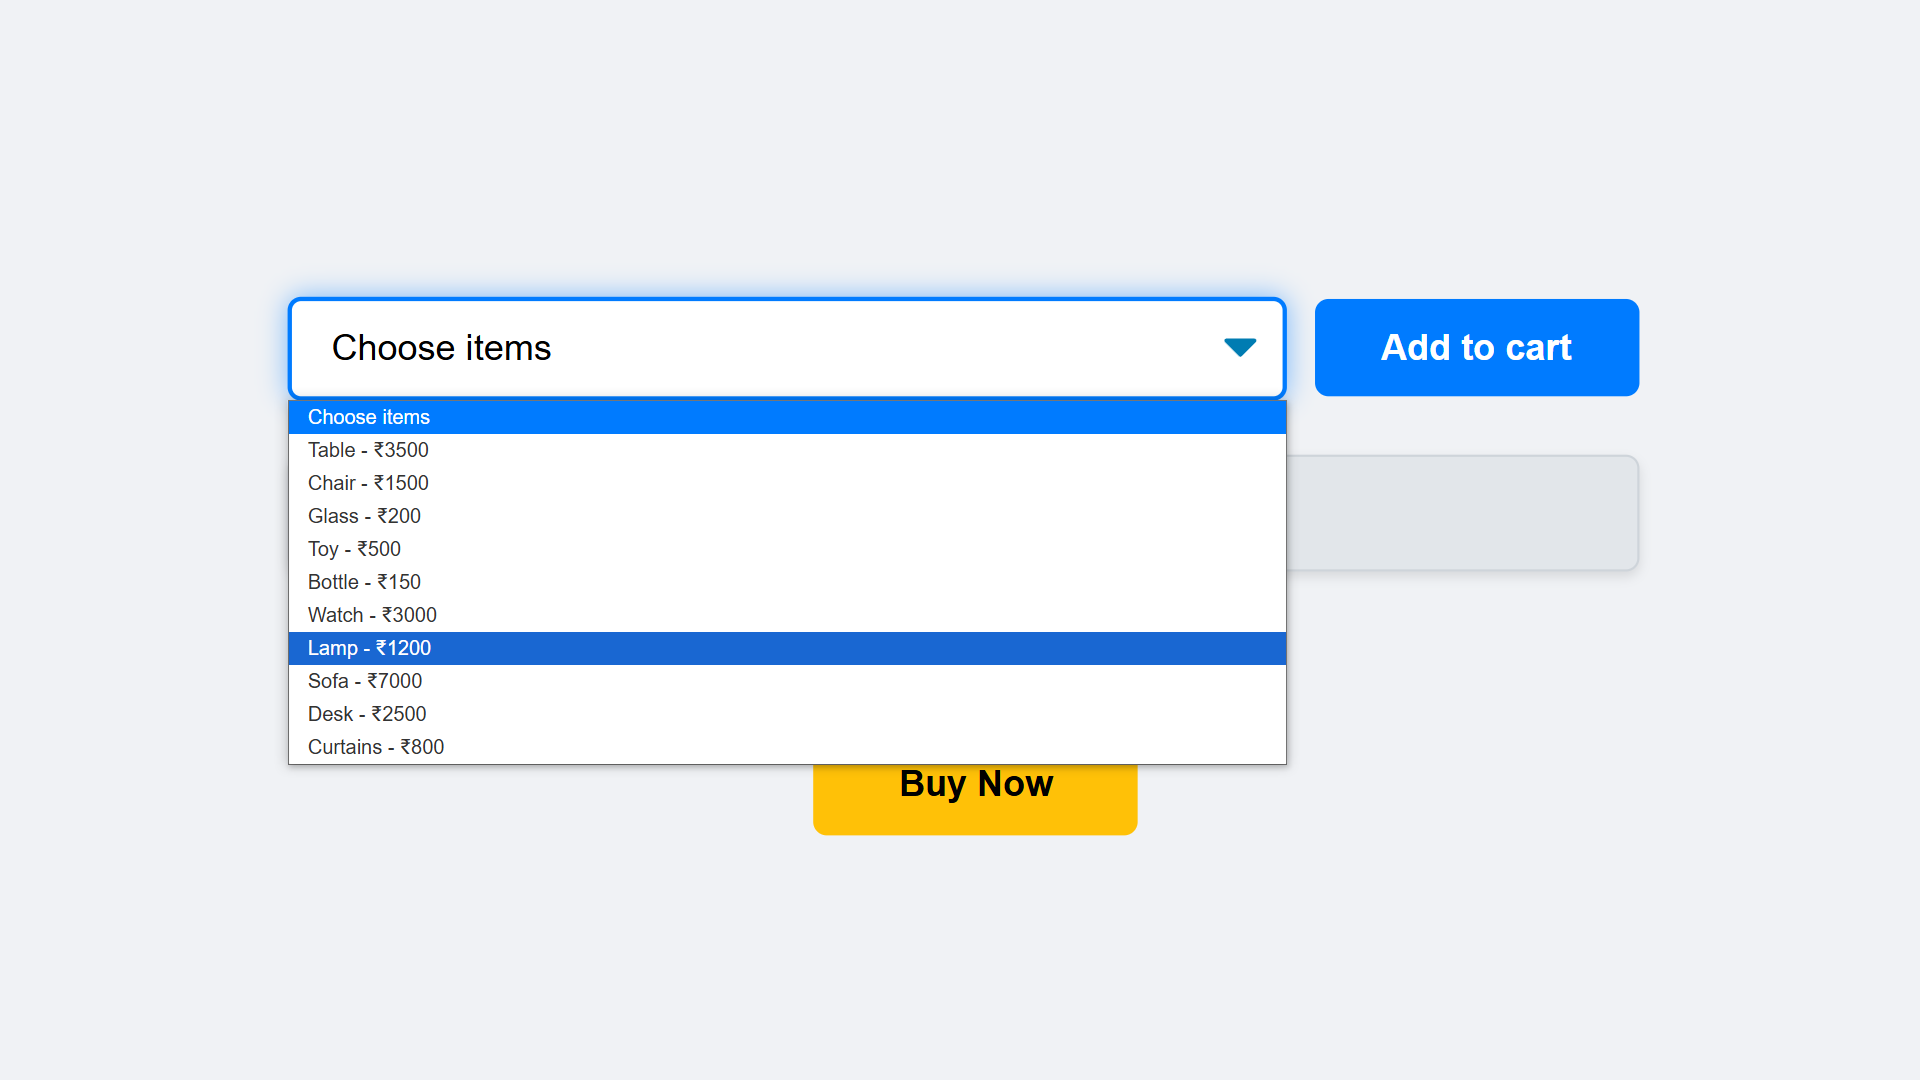 Choose items
Add to cart
Choose items
Table - ₹3500
Chair - ₹1500
Glass - ₹200
Toy - ₹500
Bottle - ₹150
Watch - ₹3000
Lamp - ₹1200
Sofa - ₹7000
Desk - ₹2500
Curtains - ₹800
Buy Now